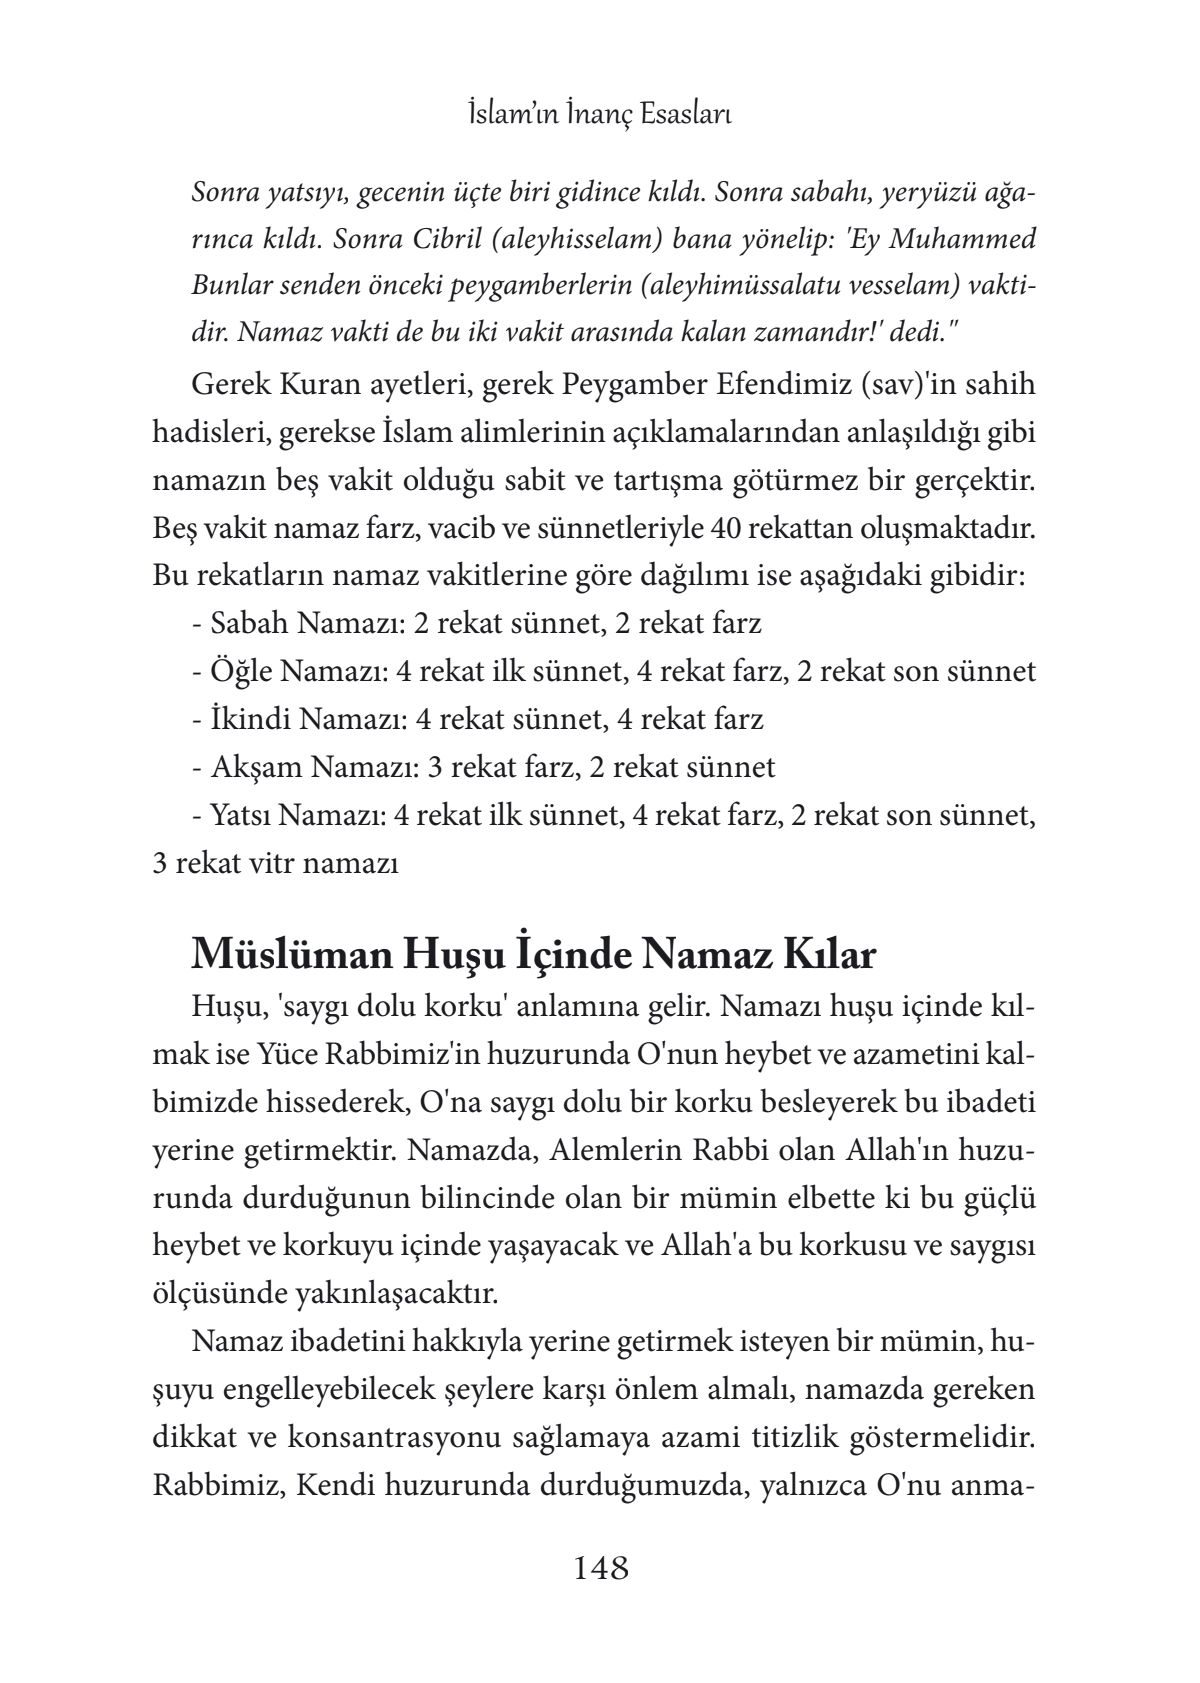 İslam’ın İnanç Esasları
Sonra yatsıyı, gecenin üçte biri gidince kıldı. Sonra sabahı, yeryüzü ağa-
rınca kıldı. Sonra Cibril (aleyhisselam) bana yönelip: 'Ey Muhammed
Bunlar senden önceki peygamberlerin (aleyhimüssalatu vesselam) vakti-
dir. Namaz vakti de bu iki vakit arasında kalan zamandır!' dedi."
Gerek Kuran ayetleri, gerek Peygamber Efendimiz (sav)'in sahih
hadisleri, gerekse İslam alimlerinin açıklamalarından anlaşıldığı gibi
namazın beş vakit olduğu sabit ve tartışma götürmez bir gerçektir.
Beş vakit namaz farz, vacib ve sünnetleriyle 40 rekattan oluşmaktadır.
Bu rekatların namaz vakitlerine göre dağılımı ise aşağıdaki gibidir:
- Sabah Namazı: 2 rekat sünnet, 2 rekat farz
- Öğle Namazı: 4 rekat ilk sünnet, 4 rekat farz, 2 rekat son sünnet
- İkindi Namazı: 4 rekat sünnet, 4 rekat farz
- Akşam Namazı: 3 rekat farz, 2 rekat sünnet
- Yatsı Namazı: 4 rekat ilk sünnet, 4 rekat farz, 2 rekat son sünnet,
3 rekat vitr namazı
Müslüman Huşu İçinde Namaz Kılar
Huşu, 'saygı dolu korku' anlamına gelir. Namazı huşu içinde kıl-
mak ise Yüce Rabbimiz'in huzurunda O'nun heybet ve azametini kal-
bimizde hissederek, O'na saygı dolu bir korku besleyerek bu ibadeti
yerine getirmektir. Namazda, Alemlerin Rabbi olan Allah'ın huzu-
runda durduğunun bilincinde olan bir mümin elbette ki bu güçlü
heybet ve korkuyu içinde yaşayacak ve Allah'a bu korkusu ve saygısı
ölçüsünde yakınlaşacaktır.
Namaz ibadetini hakkıyla yerine getirmek isteyen bir mümin, hu-
şuyu engelleyebilecek şeylere karşı önlem almalı, namazda gereken
dikkat ve konsantrasyonu sağlamaya azami titizlik göstermelidir.
Rabbimiz, Kendi huzurunda durduğumuzda, yalnızca O'nu anma-
148